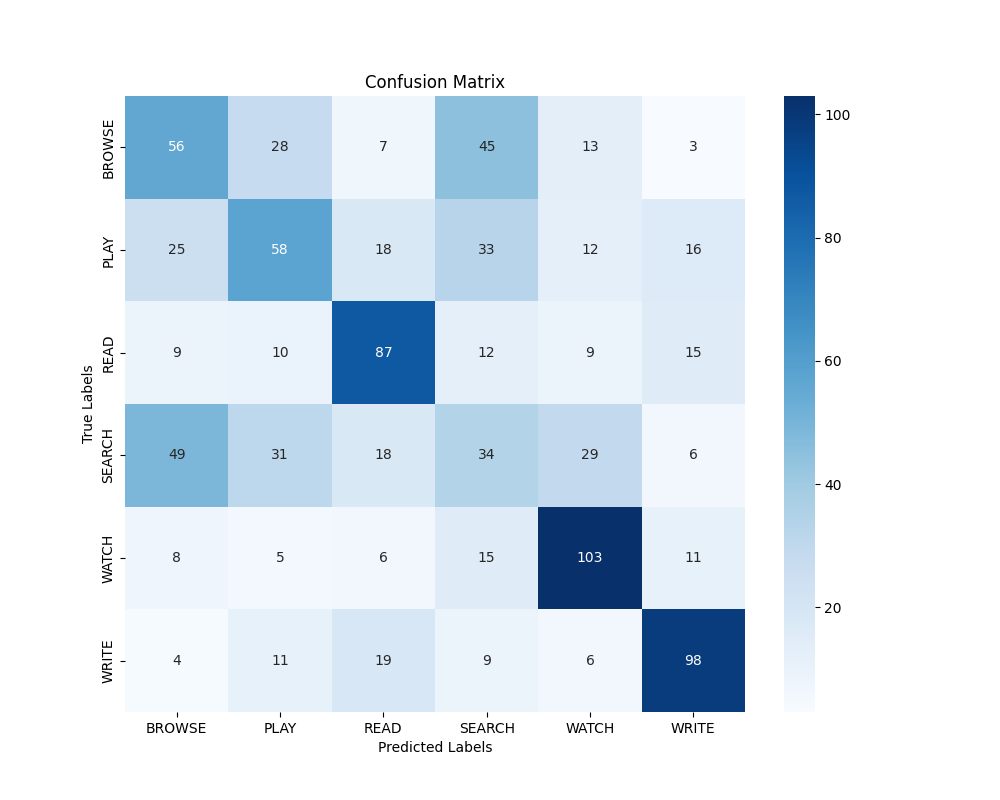 Confusion Matrix
BROWSE 56 28 7 45 13 3
PLAY 25 58 18 33 12 16
READ 9 10 87 12 9 15
SEARCH 49 31 18 34 29 6
WATCH 8 5 6 15 103 11
WRITE 4 11 19 9 6 98
BROWSE PLAY READ SEARCH WATCH WRITE
Predicted Labels
True Labels
100
80
60
40
20